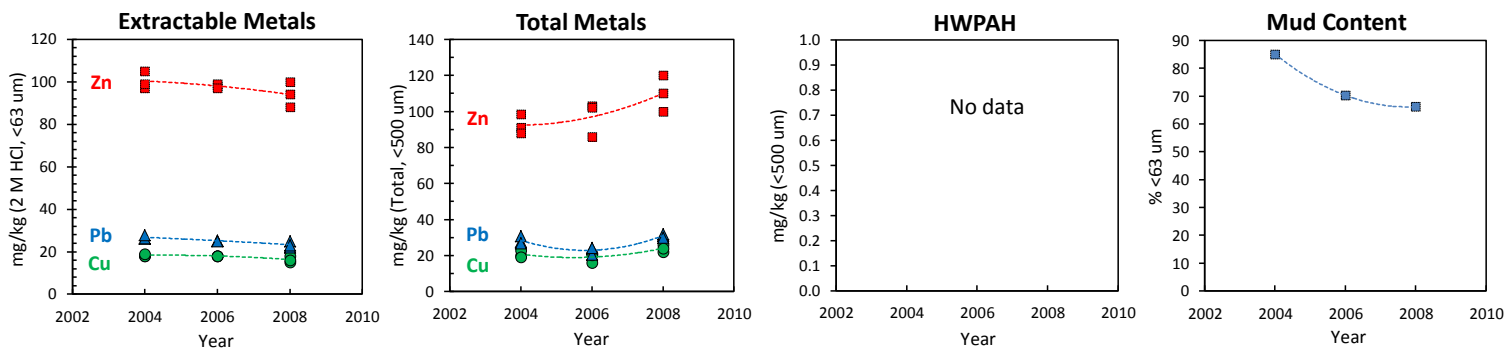 Extractable Metals
mg/kg (2 M HCl, <63 um)
120
100
80
60
40
20
0
Zn
Pb
Cu
2002 2004 2006 2008 2010
Year
Total Metals
mg/kg (Total, <500 um)
140
120
100
80
60
40
20
0
Zn
Pb
Cu
2002 2004 2006 2008 2010
Year
HWPAH
mg/kg (<500 um)
1.0
0.9
0.8
0.7
0.6
0.5
0.4
0.3
0.2
0.1
0.0
No data
2002 2004 2006 2008 2010
Year
Mud Content
% <63 um
90
80
70
60
50
40
30
20
10
0
2002 2004 2006 2008 2010
Year